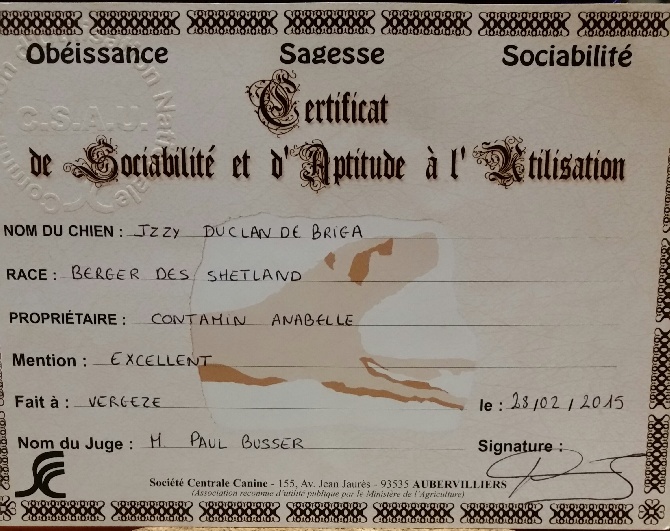 Obéissance Sagesse Sociabilité
C.S.A.U.
Certificat
de Sociabilité et d'Aptitude à l'Utilisation
NOM DU CHIEN : IZZY DUCLAN DE BRIGA
RACE : BERGER DES SHETLAND
PROPRIÉTAIRE : CONTAMIN ANABELLE
Mention : EXCELLENT
Fait à : VERGEZE le : 28/02/2015
Nom du Juge : M. PAUL BUSSER Signature :
Société Centrale Canine - 155, Av. Jean Jaurès - 93535 AUBERVILLIERS
(Association reconnue d'utilité publique par le Ministère de l'Agriculture)